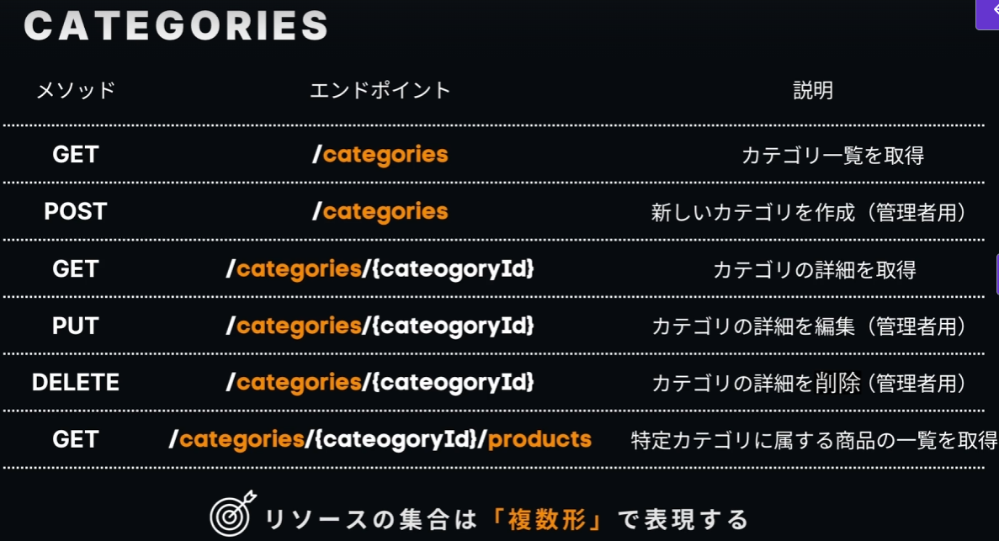 CATEGORIES
メソッド エンドポイント 説明
GET /categories カテゴリ一覧を取得
POST /categories 新しいカテゴリを作成（管理者用）
GET /categories/{cateogoryId} カテゴリの詳細を取得
PUT /categories/{cateogoryId} カテゴリの詳細を編集（管理者用）
DELETE /categories/{cateogoryId} カテゴリの詳細を削除（管理者用）
GET /categories/{cateogoryId}/products 特定カテゴリに属する商品の一覧を取得
リソースの集合は「複数形」で表現する